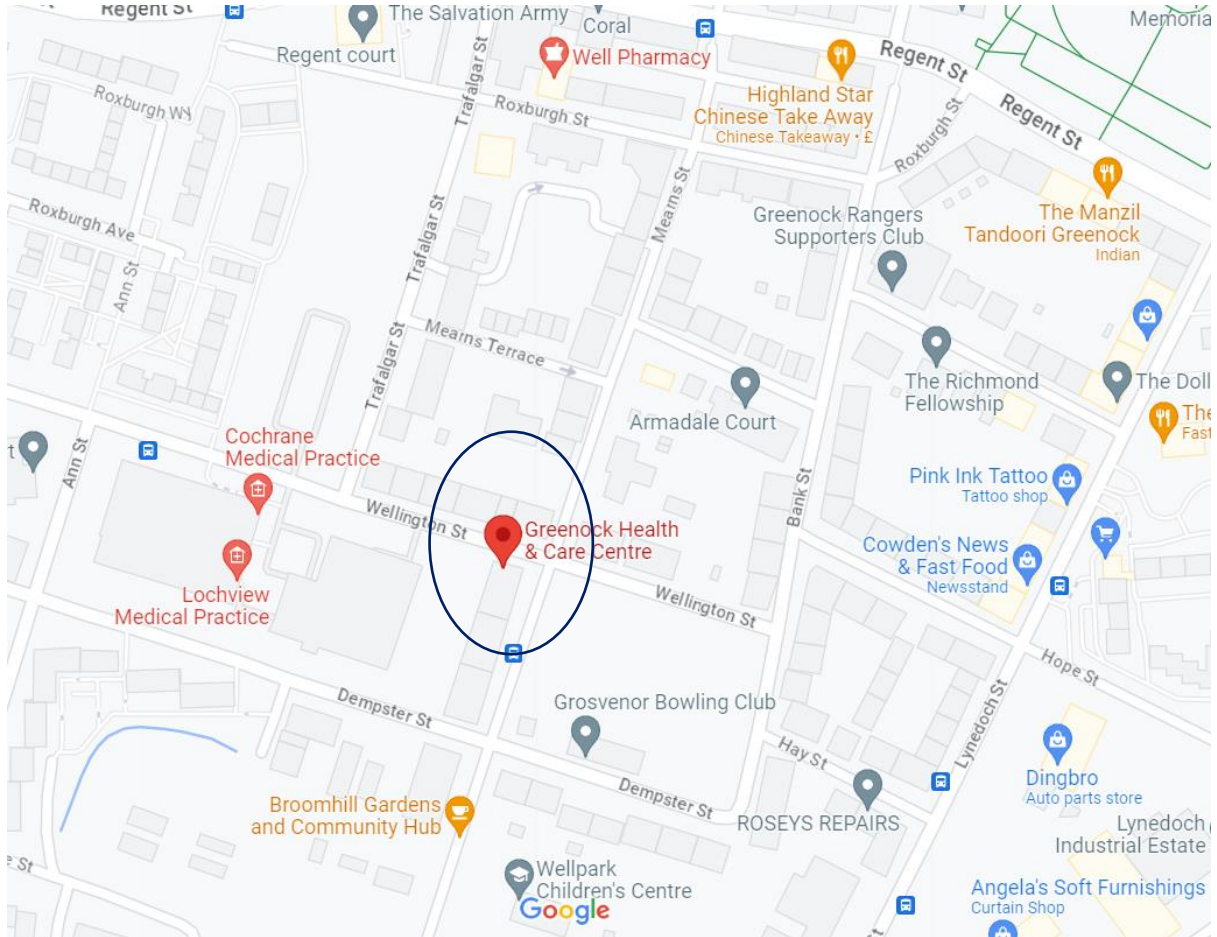 Regent St
The Salvation Army
Coral
Memoria
Regent court
Well Pharmacy
Regent St
Trafalgar St
Highland Star
Chinese Take Away
Chinese Takeaway • £
Roxburgh St
Roxburgh St
Regent St
Roxburgh Ave
Mearns St
Greenock Rangers
Supporters Club
The Manzil
Tandoori Greenock
Indian
Ann St
Trafalgar St
Mearns Terrace
Trafalgar St
The Richmond
Fellowship
The Doll
The
Fast
Armadale Court
Ann St
Cochrane
Medical Practice
Pink Ink Tattoo
Tattoo shop
Bank St
Wellington St
Greenock Health
& Care Centre
Cowden's News
& Fast Food
Newsstand
Lochview
Medical Practice
Wellington St
Hope St
Dempster St
Grosvenor Bowling Club
Lynedoch St
Hay St
Dingbro
Auto parts store
Dempster St
Broomhill Gardens
and Community Hub
ROSEYS REPAIRS
Lynedoch
Industrial Estate
Wellpark
Children's Centre
Angela's Soft Furnishings
Curtain Shop
Google